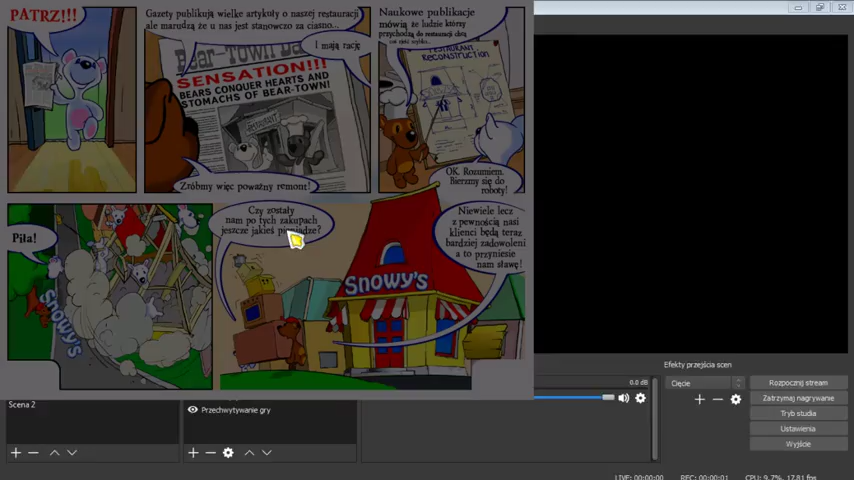 PATRZ!!!
Gazety publikują wielkie artykuły o naszej restauracji
ale marudzą że u nas jest stanowczo za ciasno...
I mają rację
Bear-Town Da
SENSATION!!!
BEARS CONQUER HEARTS AND
STOMACHS OF BEAR-TOWN!
RESTAURANT
Zróbmy więc poważny remont!
Naukowe publikacje
mówią że ludzie którzy
przychodzą do restauracji chcą
RESTAURANT
RECONSTRUCTION
OK. Rozumiem.
Bierzmy się do
roboty!
Piła!
Snowy's
Czy zostały
nam po tych zakupach
jeszcze jakieś pieniądze?
Niewiele lecz
z pewnością nasi
klienci będą teraz
bardziej zadowoleni
a to przyniesie
nam sławę!
Snowy's
Efekty przejścia scen
0.8 dB
Cięcie
Rozpocznij stream
Zatrzymaj nagrywanie
Tryb studia
Ustawienia
Wyjście
Scena 2
Przechwytywanie gry
LIVE: 00:00:00
REC: 00:00:01
CPU: 9.7%, 17.81 fps